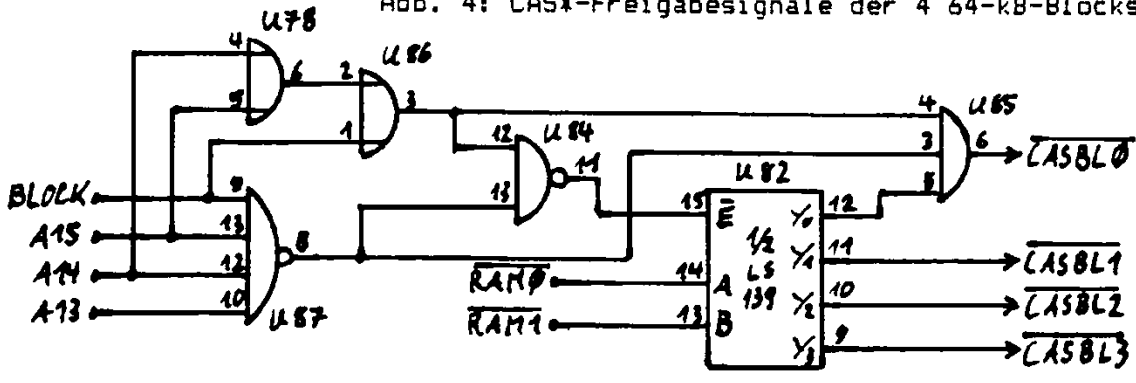 Abb. 4: CAS*-Freigabesignale der 4 64-kB-Blocks
U78
4
5
6
U86
2
1
3
U84
12
13
11
U85
4
3
5
6
CASBLØ
BLOCK
A15
A14
A13
9
13
12
10
8
U87
U82
15
E
14
A
13
B
1/2
LS
139
Y0
12
Y1
11
Y2
10
Y3
9
RAMØ
RAM1
CASBL1
CASBL2
CASBL3